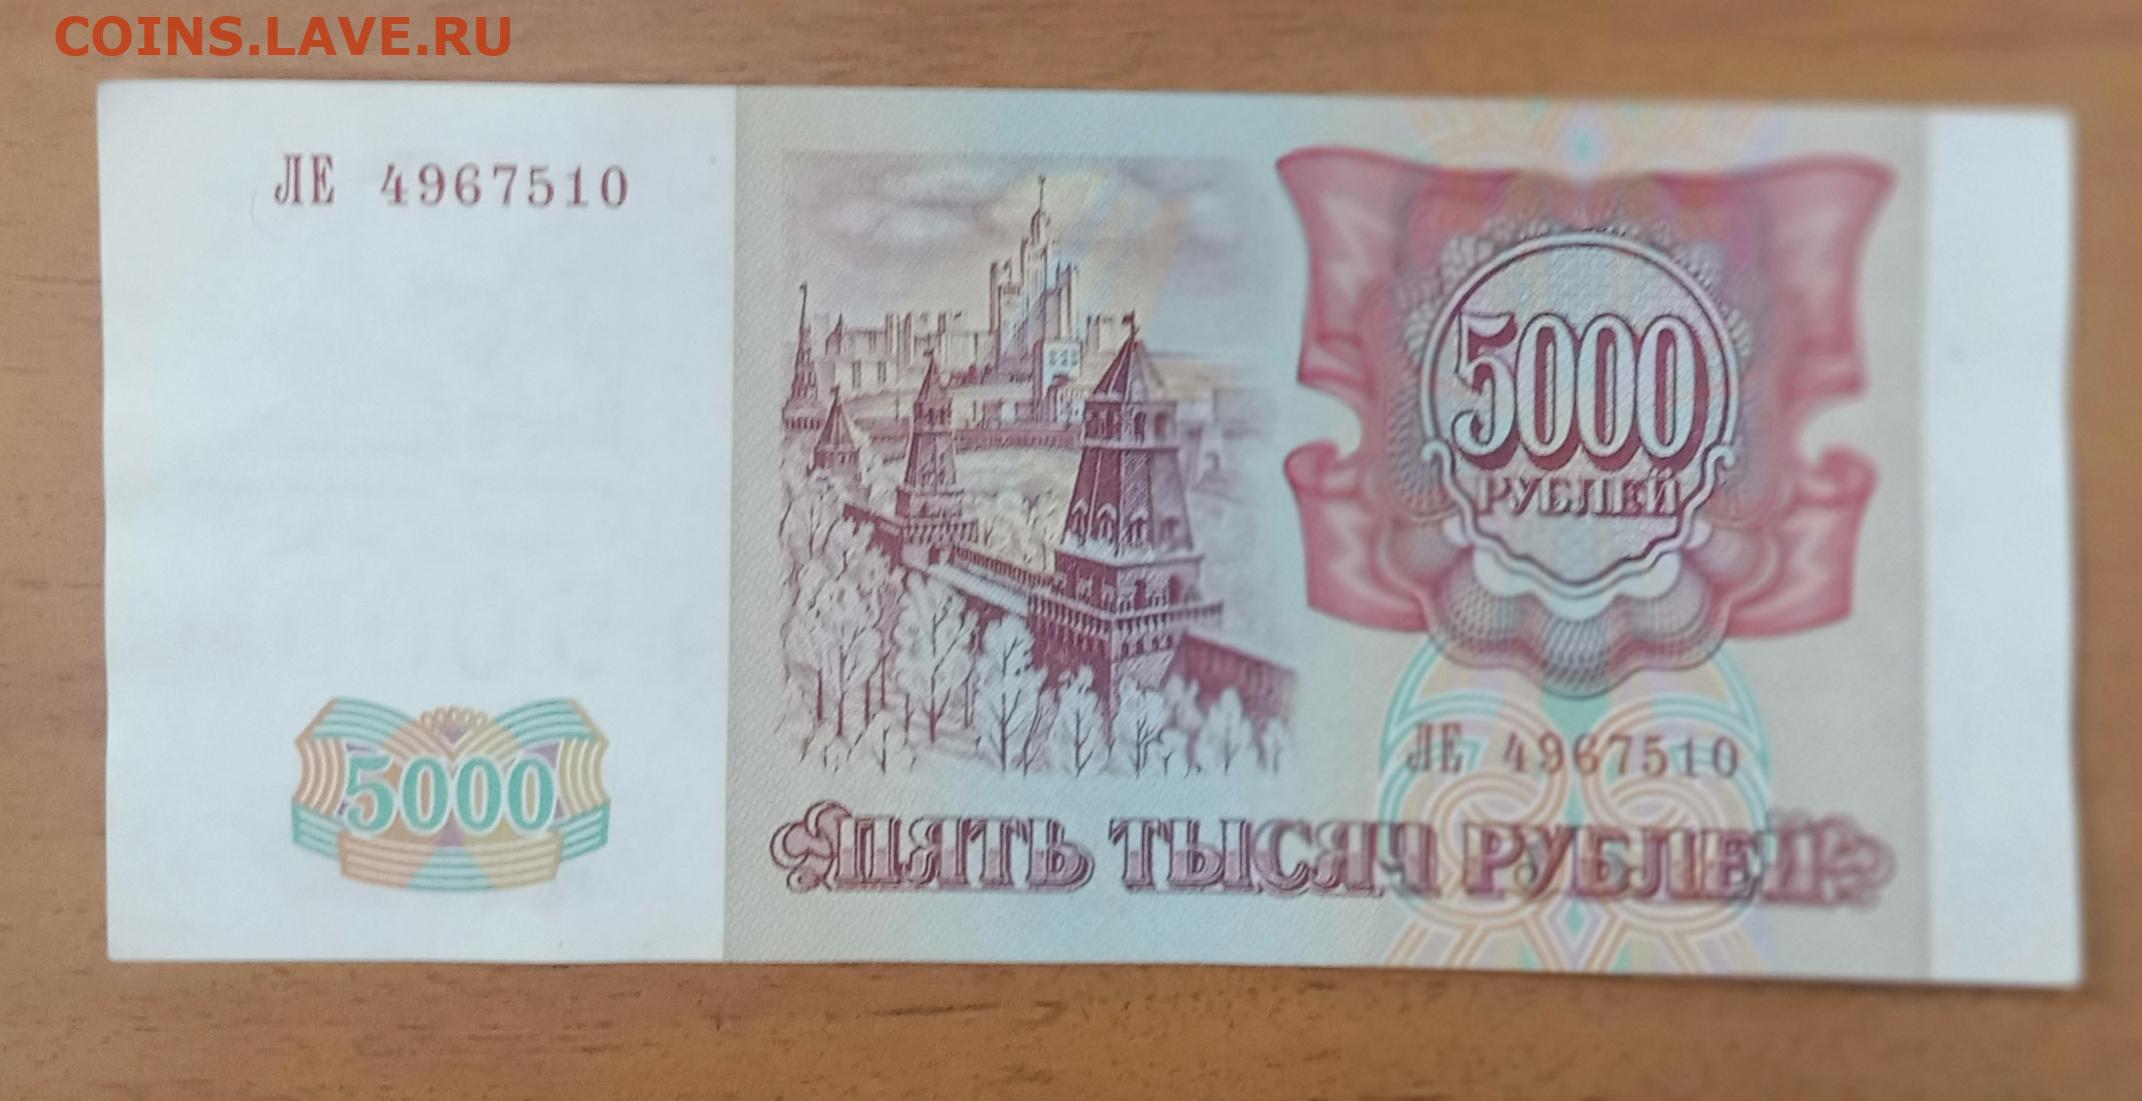 COINS.LAVE.RU
ЛЕ 4967510
5000
РУБЛЕЙ
ЛЕ 4967510
5000
ПЯТЬ ТЫСЯЧ РУБЛЕЙ